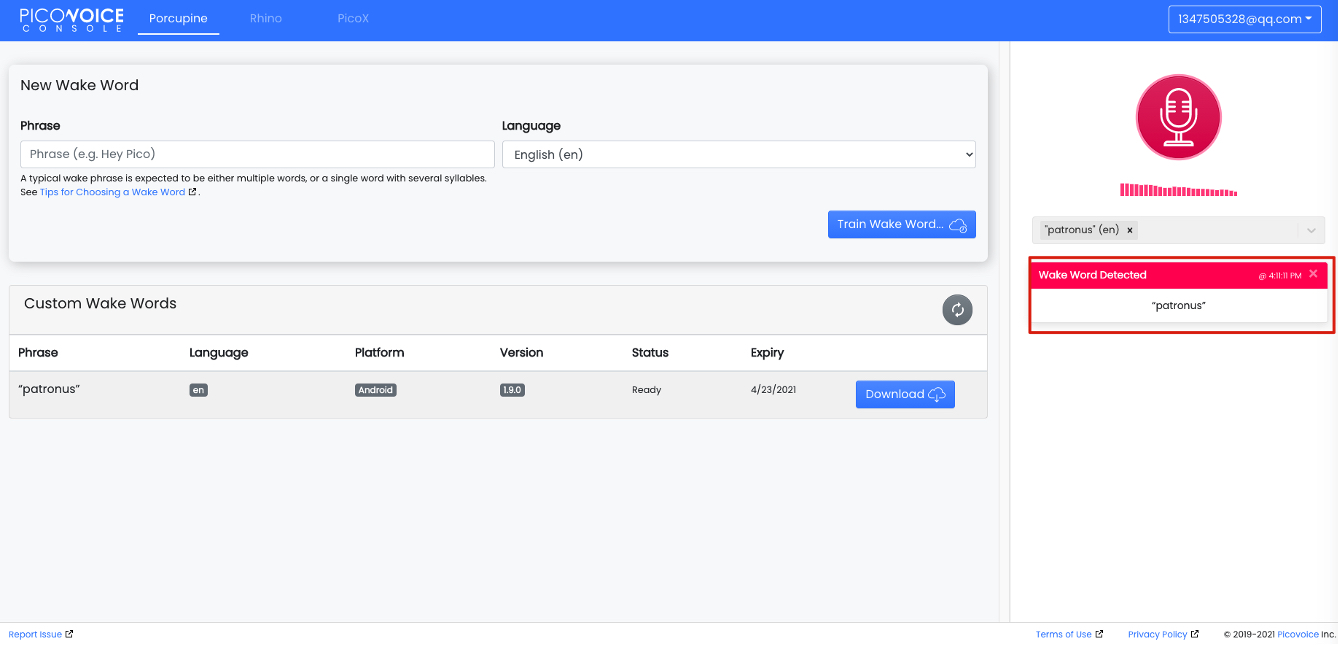 PICOVOICE
CONSOLE
Porcupine
Rhino
PicoX
1347505328@qq.com
New Wake Word
Phrase
Language
Phrase (e.g. Hey Pico)
English (en)
A typical wake phrase is expected to be either multiple words, or a single word with several syllables.
See Tips for Choosing a Wake Word .
Train Wake Word...
Custom Wake Words
Phrase Language Platform Version Status Expiry
“patronus” en Android 1.9.0 Ready 4/23/2021 Download
"patronus" (en) ×
Wake Word Detected @ 4:11:11 PM ×
“patronus”
Report Issue
Terms of Use
Privacy Policy
© 2019-2021 Picovoice Inc.